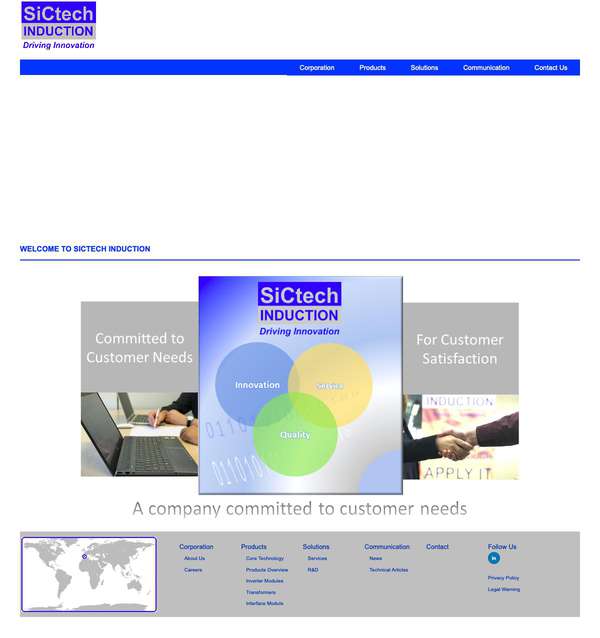 SiCtech
INDUCTION
Driving Innovation
Corporation Products Solutions Communication Contact Us
WELCOME TO SICTECH INDUCTION
SiCtech
INDUCTION
Driving Innovation
Committed to
Customer Needs
For Customer
Satisfaction
Innovation
Service
Quality
INDUCTION
APPLY IT
011011
011010
A company committed to customer needs
Corporation Products Solutions Communication Contact Follow Us
About Us Core Technology Services News in
Careers Products Overview R&D Technical Articles
Inverter Modules Privacy Policy
Transformers Legal Warning
Interface Module